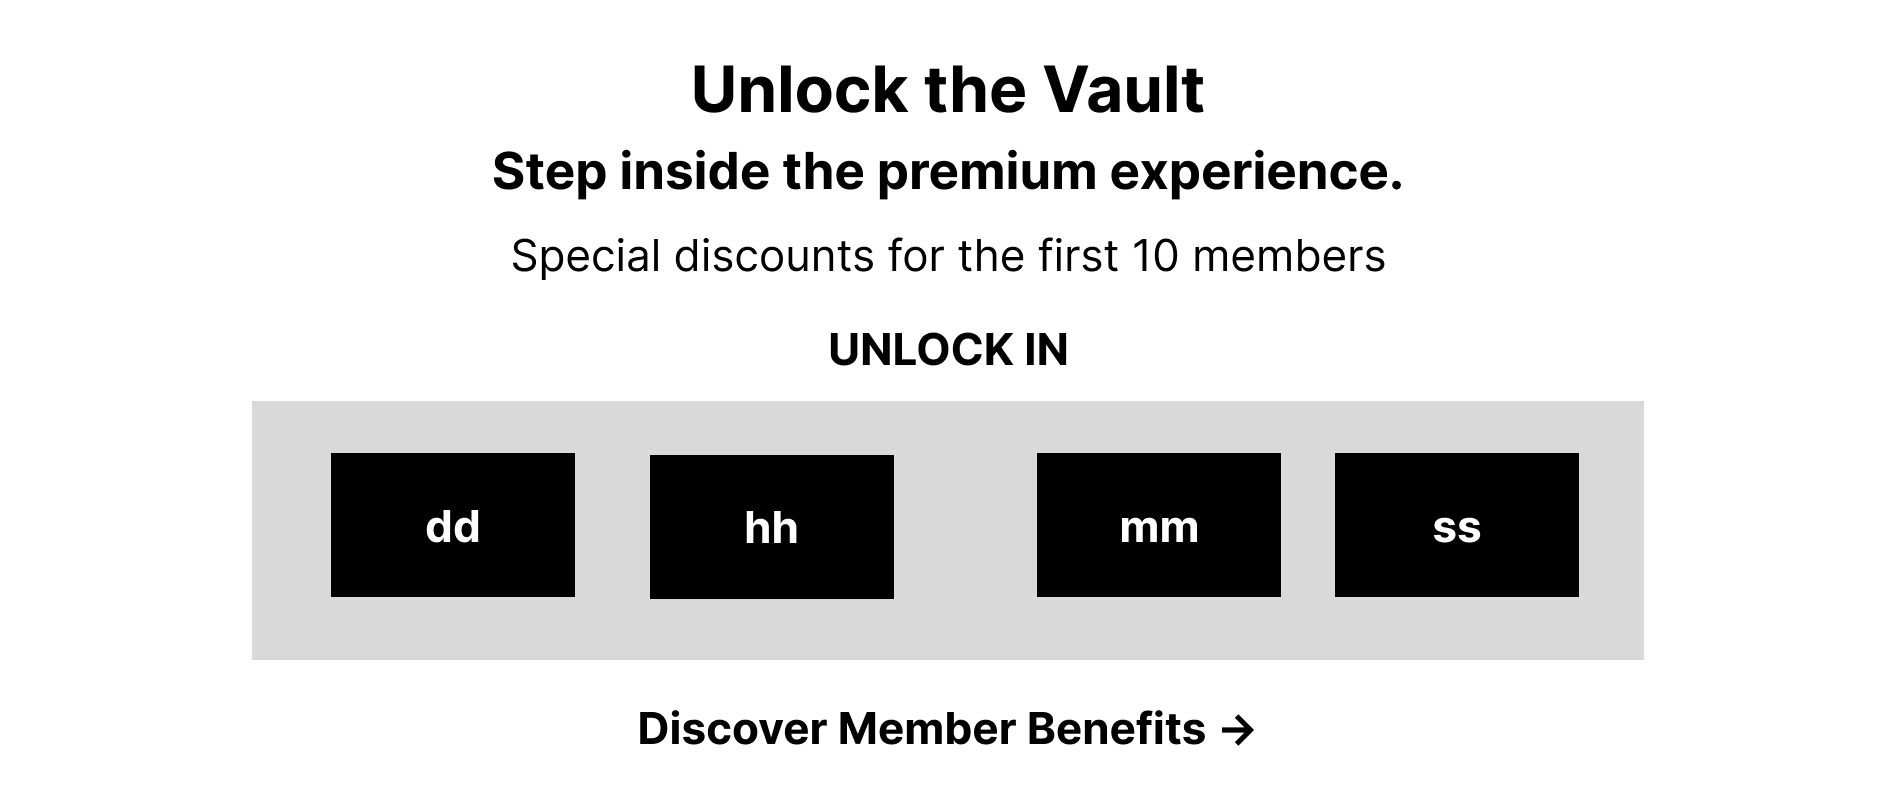 Unlock the Vault
Step inside the premium experience.
Special discounts for the first 10 members
UNLOCK IN
dd hh mm ss
Discover Member Benefits →